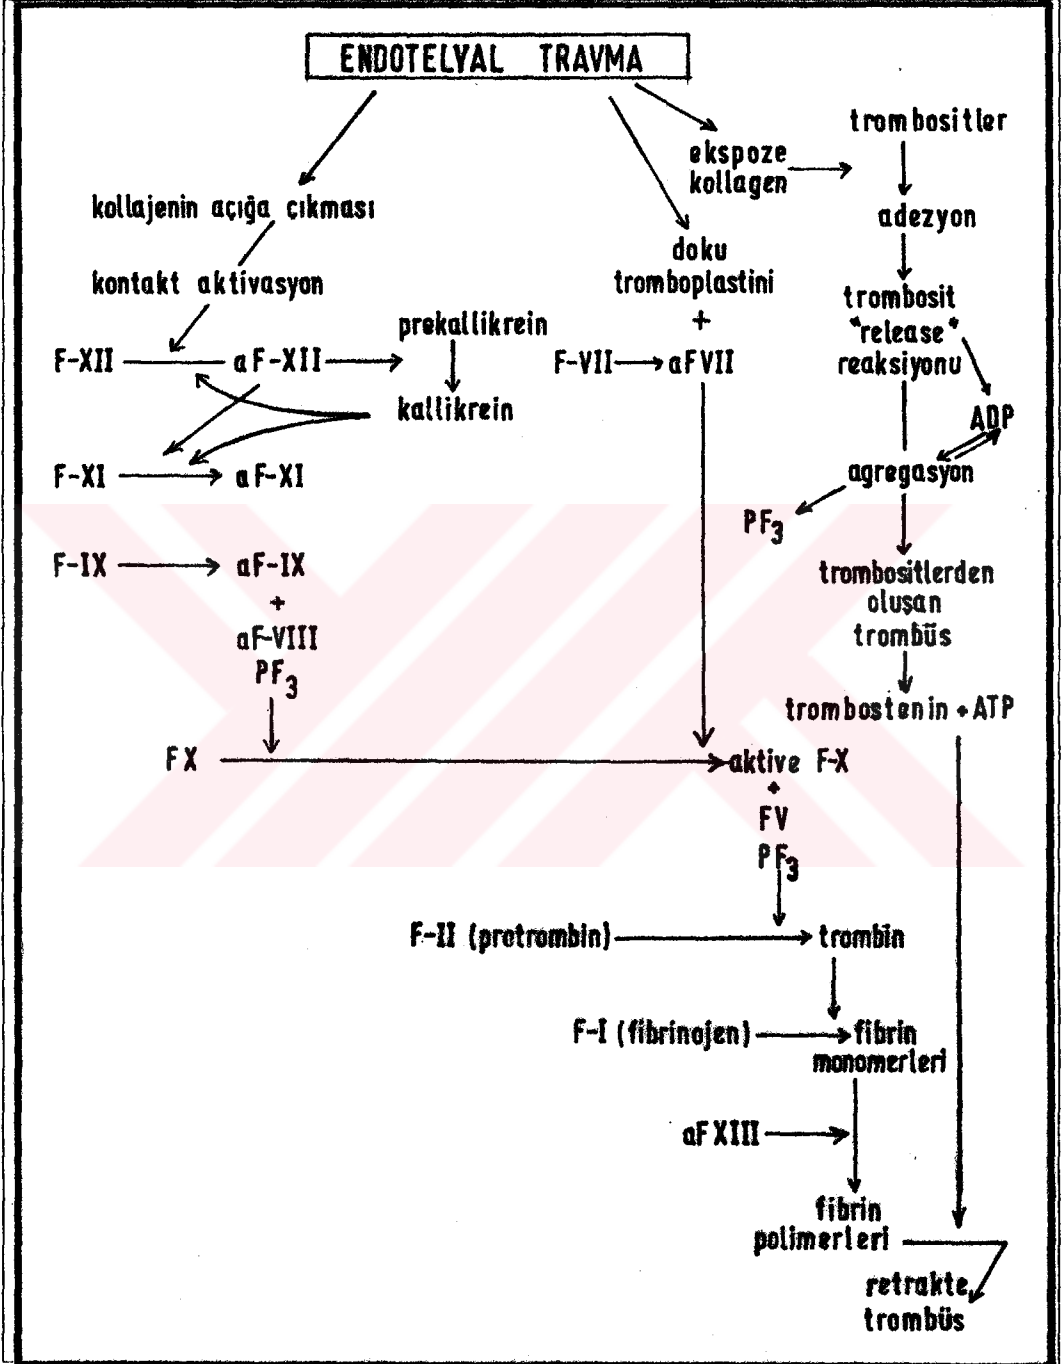 ENDOTELYAL TRAVMA
trombositler
ekspoze
kollagen
kollajenin açığa çıkması
adezyon
doku
tromboplastini
kontakt aktivasyon
+
trombosit
"release"
reaksiyonu
prekallikrein
F-XII aF-XII
F-VII aFVII
kallikrein
ADP
F-XI aF-XI
agregasyon
PF3
F-IX aF-IX
+
aF-VIII
PF3
trombositlerden
oluşan
trombüs
trombostenin + ATP
FX aktive F-X
+
FV
PF3
F-II (protrombin) trombin
F-I (fibrinojen) fibrin
monomerleri
aFXIII
fibrin
polimerleri
retrakte
trombüs